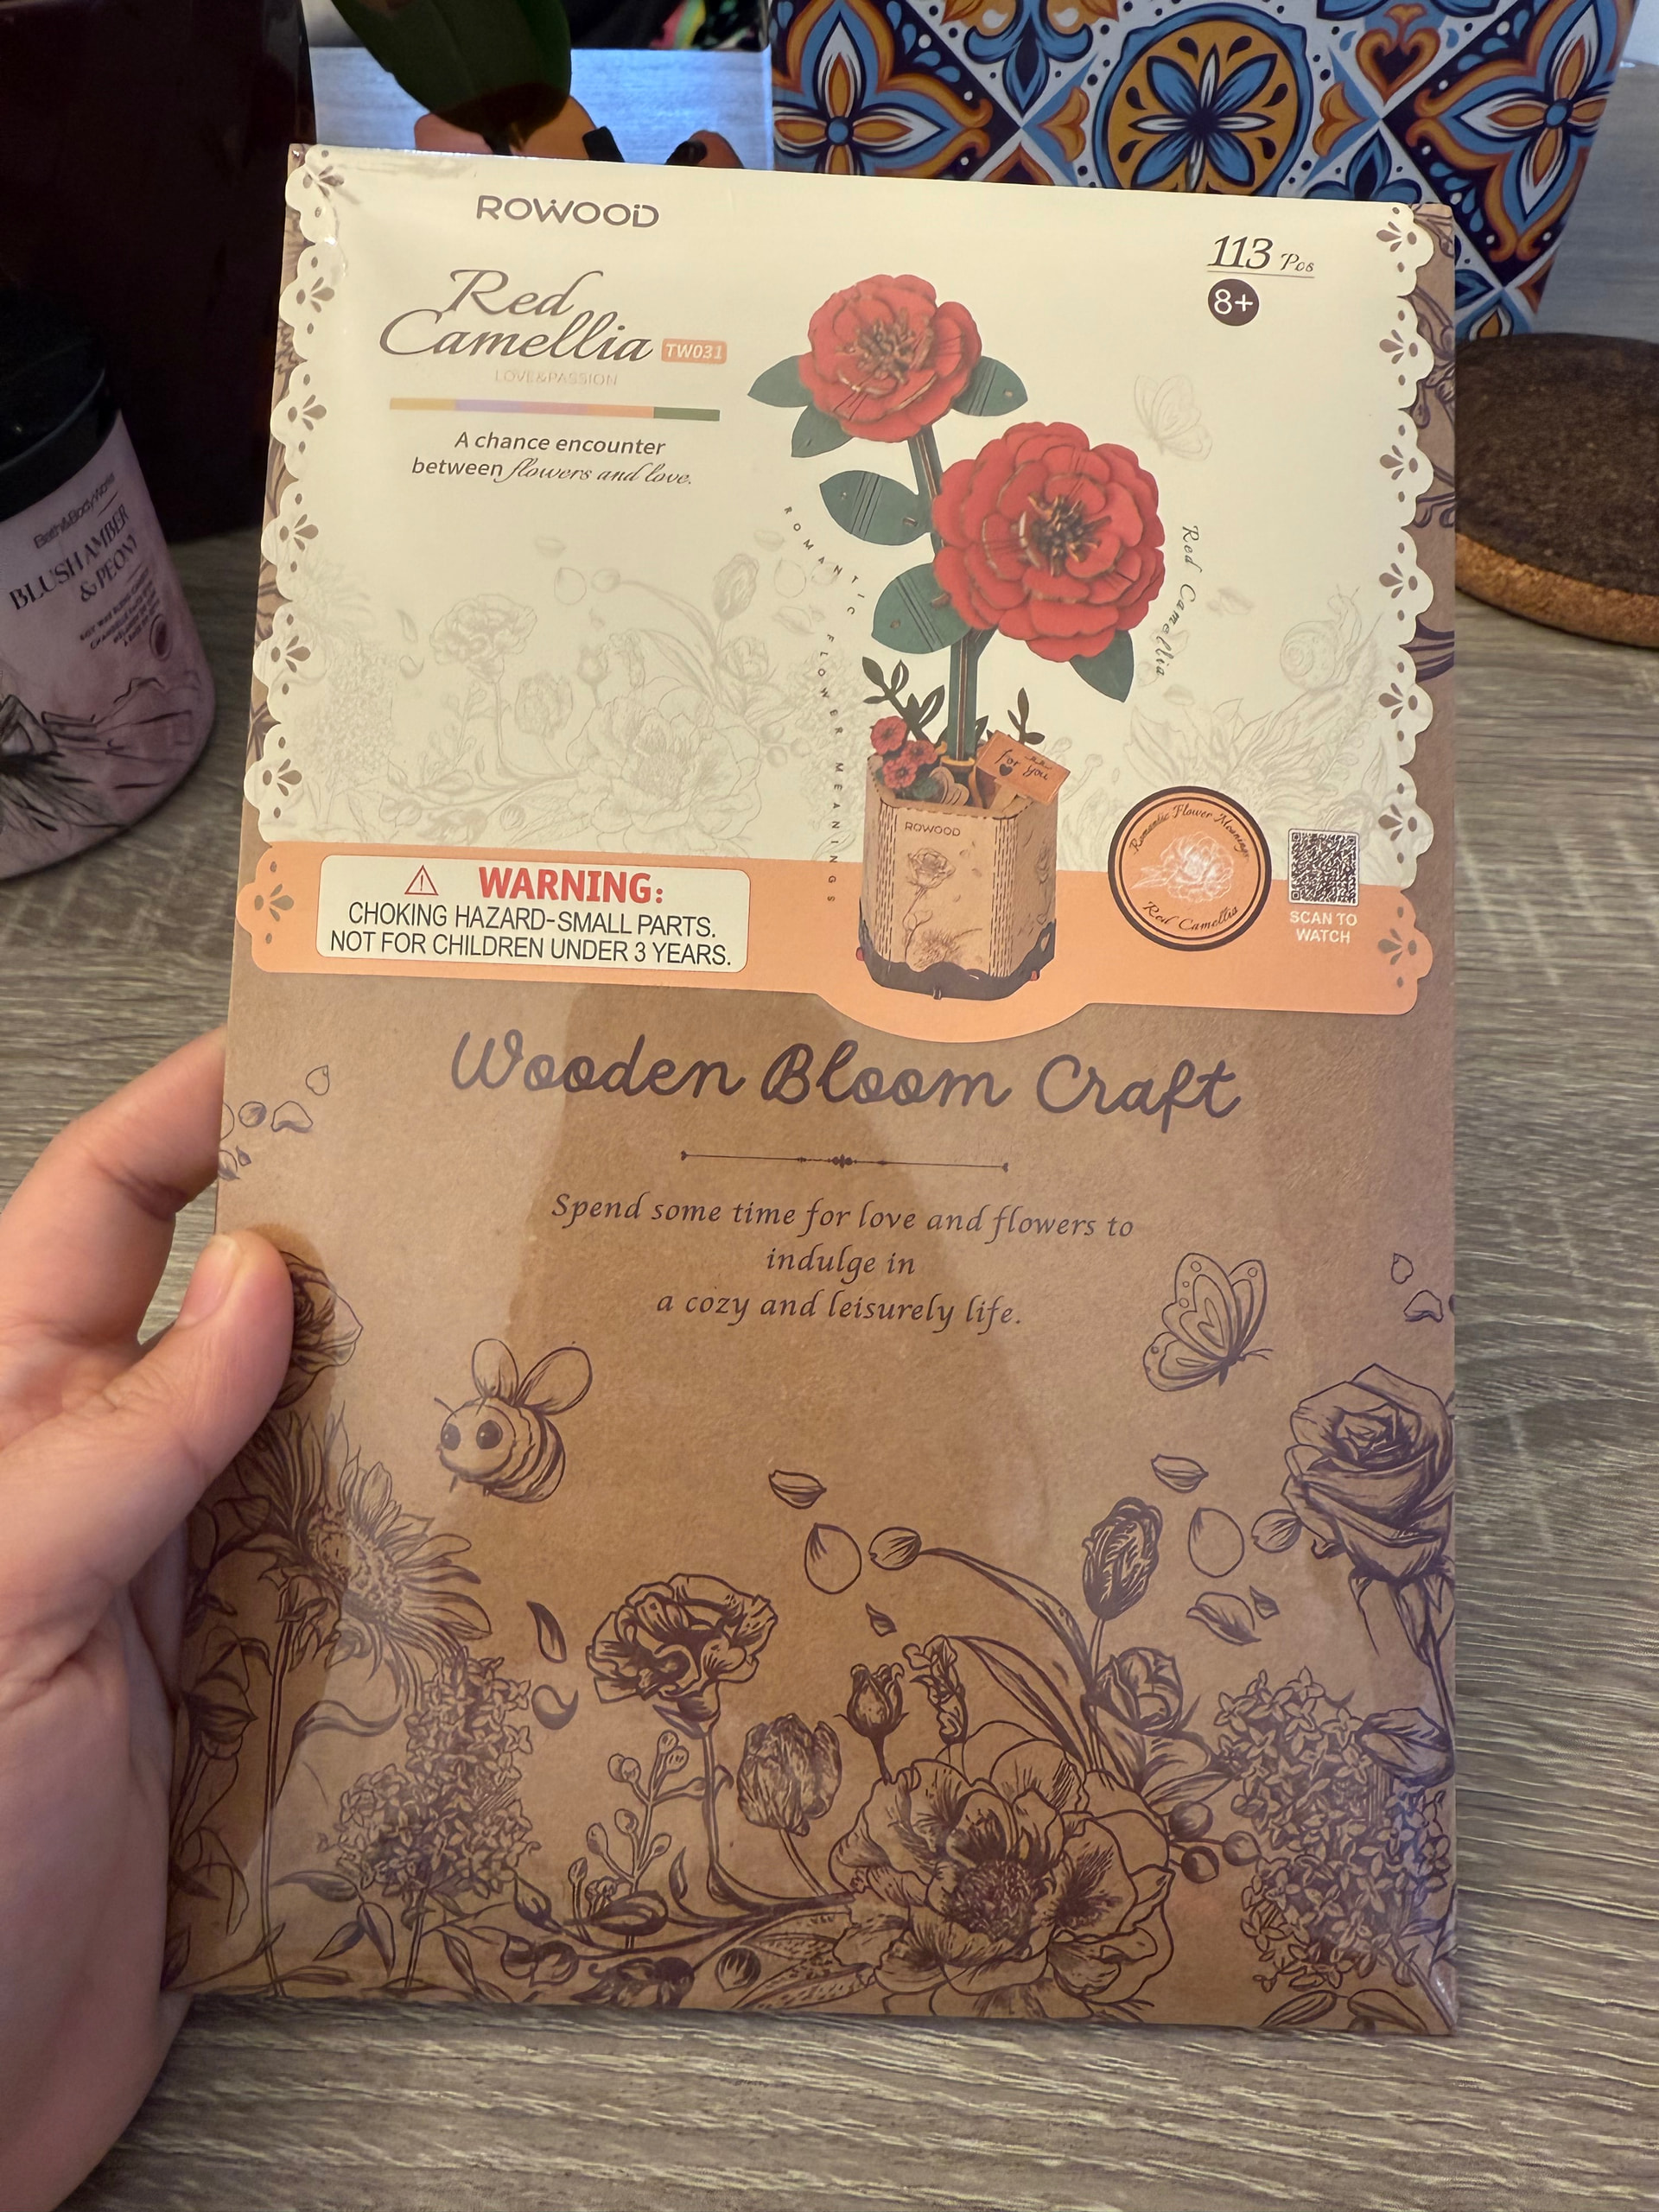 ROWOOD
113 Pcs
8+
Red
Camellia TW031
LOVE&PASSION
A chance encounter
between flowers and love.
ROMANTIC FLOWER MEANINGS
Red Camellia
for you
ROWOOD
WARNING:
CHOKING HAZARD-SMALL PARTS.
NOT FOR CHILDREN UNDER 3 YEARS.
Romantic Flower Meanings
Red Camellia
SCAN TO
WATCH
Wooden Bloom Craft
Spend some time for love and flowers to
indulge in
a cozy and leisurely life.
Bath&BodyWorks
BLUSH AMBER
& PEONY